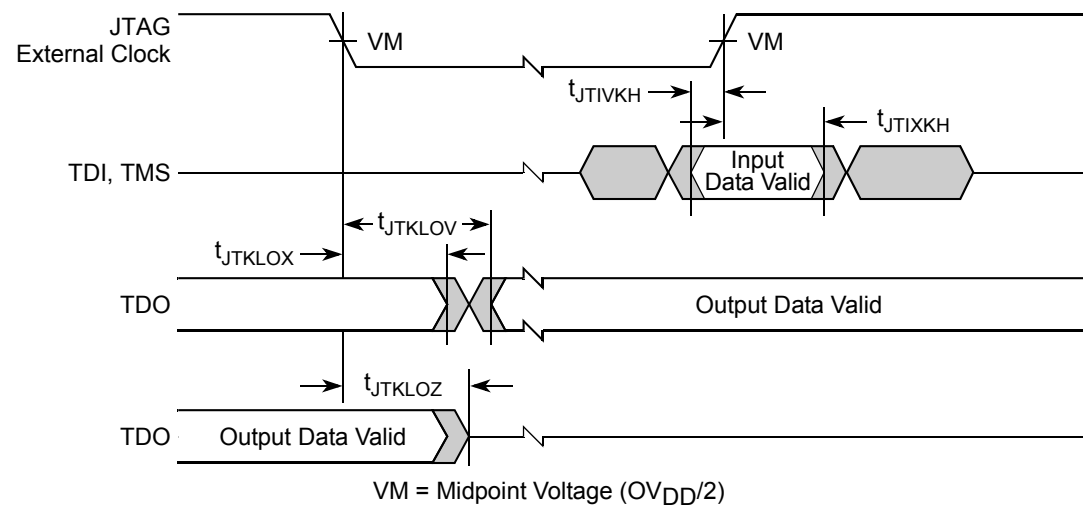 JTAG
External Clock
VM
VM
tJTIVKH
tJTIXKH
TDI, TMS
Input
Data Valid
tJTKLOV
tJTKLOX
TDO
Output Data Valid
tJTKLOZ
TDO
Output Data Valid
VM = Midpoint Voltage (OVDD/2)